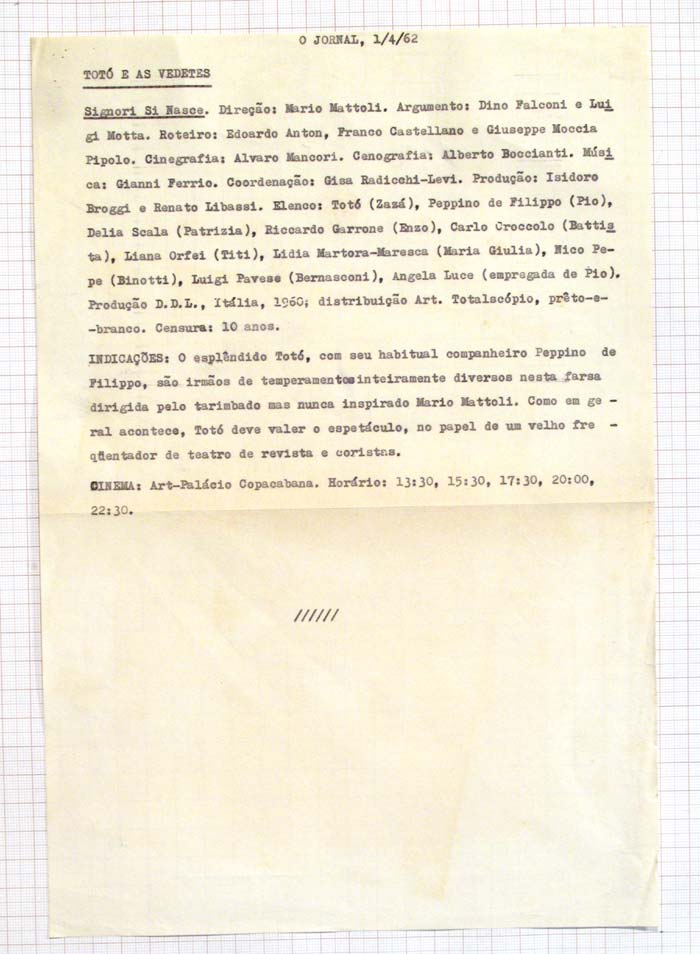 O JORNAL, 1/4/62
TOTÓ E AS VEDETES
Signori Si Nasce. Direção: Mario Mattoli. Argumento: Dino Falconi e Lui
gi Motta. Roteiro: Edoardo Anton, Franco Castellano e Giuseppe Moccia
Pipolo. Cinegrafia: Alvaro Mancori. Cenografia: Alberto Boccianti. Músi
ca: Gianni Ferrio. Coordenação: Gisa Radicchi-Levi. Produção: Isidoro
Broggi e Renato Libassi. Elenco: Totó (Zazá), Peppino de Filippo (Pio),
Delia Scala (Patrizia), Riccardo Garrone (Enzo), Carlo Croccolo (Battis
ta), Liana Orfei (Titi), Lidia Martora-Maresca (Maria Giulia), Nico Pe-
pe (Binotti), Luigi Pavese (Bernasconi), Angela Luce (empregada de Pio).
Produção D.D.L., Itália, 1960; distribuição Art. Totalscópio, prêto-e-
-branco. Censura: 10 anos.
INDICAÇÕES: O esplêndido Totó, com seu habitual companheiro Peppino de
Filippo, são irmãos de temperamentos inteiramente diversos nesta farsa
dirigida pelo tarimbado mas nunca inspirado Mario Mattoli. Como em ge -
ral acontece, Totó deve valer o espetáculo, no papel de um velho fre -
qüentador de teatro de revista e coristas.
CINEMA: Art-Palácio Copacabana. Horário: 13:30, 15:30, 17:30, 20:00,
22:30.
//////